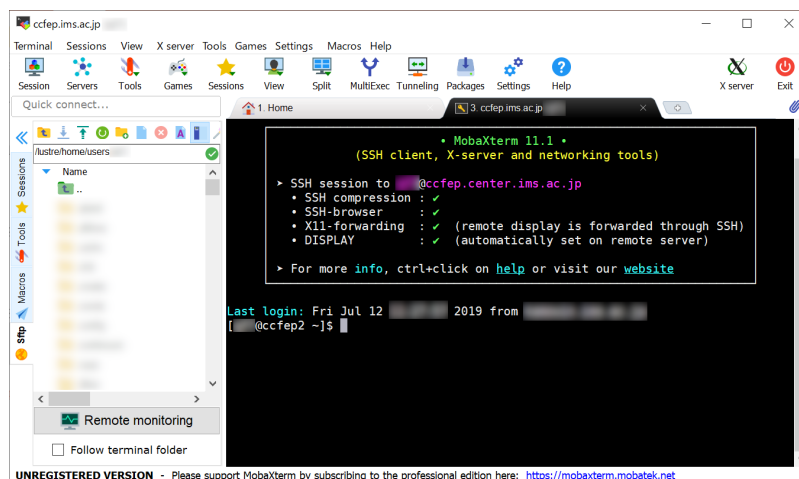 ccfep.ims.ac.jp
Terminal Sessions View X server Tools Games Settings Macros Help
Session Servers Tools Games Sessions View Split MultiExec Tunneling Packages Settings Help X server Exit
Quick connect...
1. Home
3. ccfep.ims.ac.jp
/lustre/home/users
Name
..
Sessions
Tools
Macros
Sftp
• MobaXterm 11.1 •
(SSH client, X-server and networking tools)
➤ SSH session to @ccfep.center.ims.ac.jp
• SSH compression : ✔
• SSH-browser : ✔
• X11-forwarding : ✔ (remote display is forwarded through SSH)
• DISPLAY : ✔ (automatically set on remote server)
➤ For more info, ctrl+click on help or visit our website
Last login: Fri Jul 12 2019 from
[ @ccfep2 ~]$
Remote monitoring
Follow terminal folder
UNREGISTERED VERSION - Please support MobaXterm by subscribing to the professional edition here: https://mobaxterm.mobatek.net